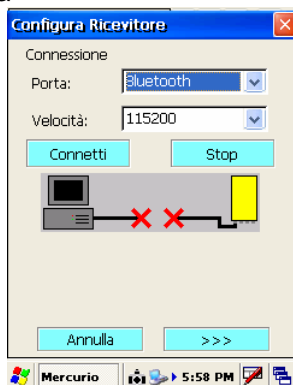 Configura Ricevitore
Connessione
Porta: Bluetooth
Velocità: 115200
Connetti Stop
Annulla >>>
Mercurio 5:58 PM